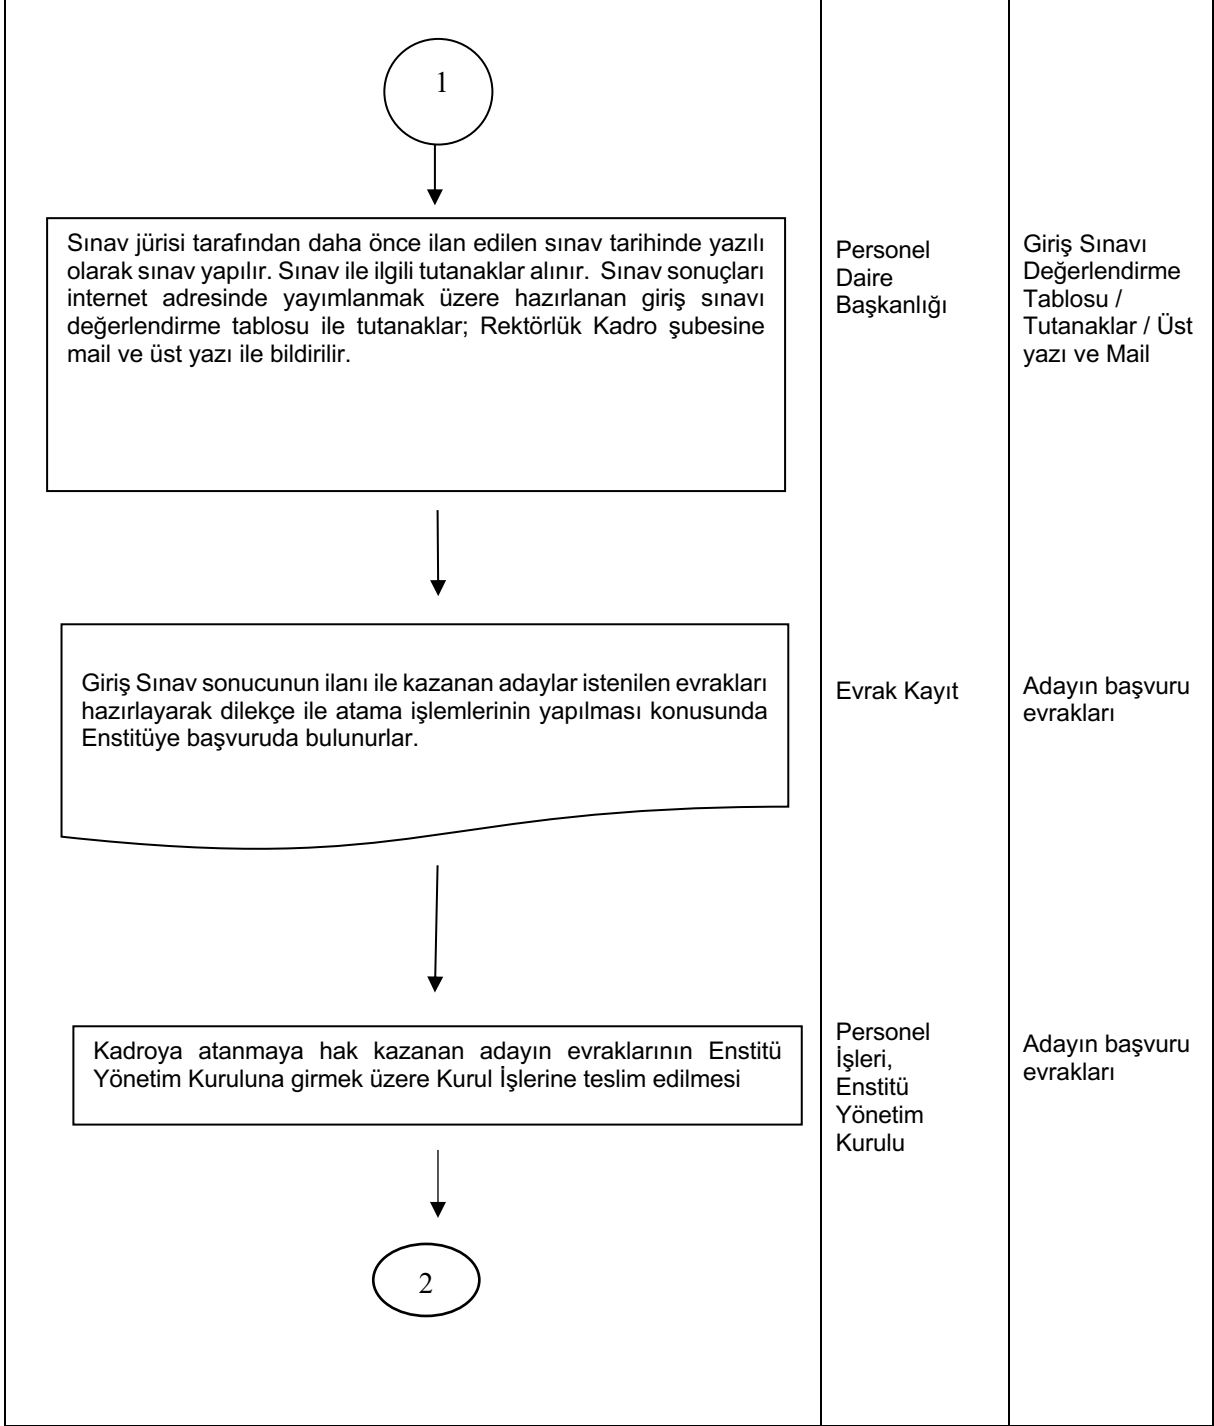 1
Sınav jürisi tarafından daha önce ilan edilen sınav tarihinde yazılı
olarak sınav yapılır. Sınav ile ilgili tutanaklar alınır. Sınav sonuçları
internet adresinde yayımlanmak üzere hazırlanan giriş sınavı
değerlendirme tablosu ile tutanaklar; Rektörlük Kadro şubesine
mail ve üst yazı ile bildirilir.
Personel
Daire
Başkanlığı
Giriş Sınavı
Değerlendirme
Tablosu /
Tutanaklar / Üst
yazı ve Mail
Giriş Sınav sonucunun ilanı ile kazanan adaylar istenilen evrakları
hazırlayarak dilekçe ile atama işlemlerinin yapılması konusunda
Enstitüye başvuruda bulunurlar.
Evrak Kayıt
Adayın başvuru
evrakları
Kadroya atanmaya hak kazanan adayın evraklarının Enstitü
Yönetim Kuruluna girmek üzere Kurul İşlerine teslim edilmesi
Personel
İşleri,
Enstitü
Yönetim
Kurulu
Adayın başvuru
evrakları
2